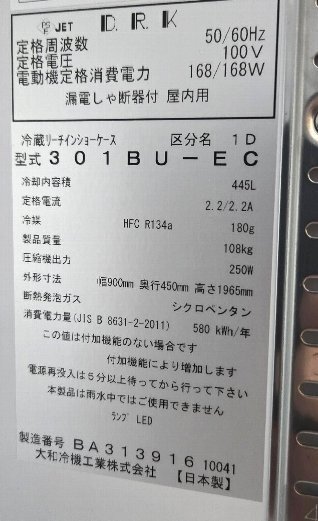 PS E JET D.R.K
定格周波数 50/60Hz
定格電圧 100V
電動機定格消費電力 168/168W
漏電しゃ断器付 屋内用
冷蔵リーチインショーケース 区分名 1D
型式 301BU-EC
冷却内容積 445L
定格電流 2.2/2.2A
冷媒 HFC R134a 180g
製品質量 108kg
圧縮機出力 250W
外形寸法 幅900mm 奥行450mm 高さ1965mm
断熱発泡ガス シクロペンタン
消費電力量(JIS B 8631-2-2011) 580 kWh/年
この値は付加機能のない場合です
付加機能により増加します
電源再投入は5分以上待ってから行って下さい
本製品は雨水中ではご使用できません
ランプ LED
製造番号 BA313916 10041
大和冷機工業株式会社 【日本製】